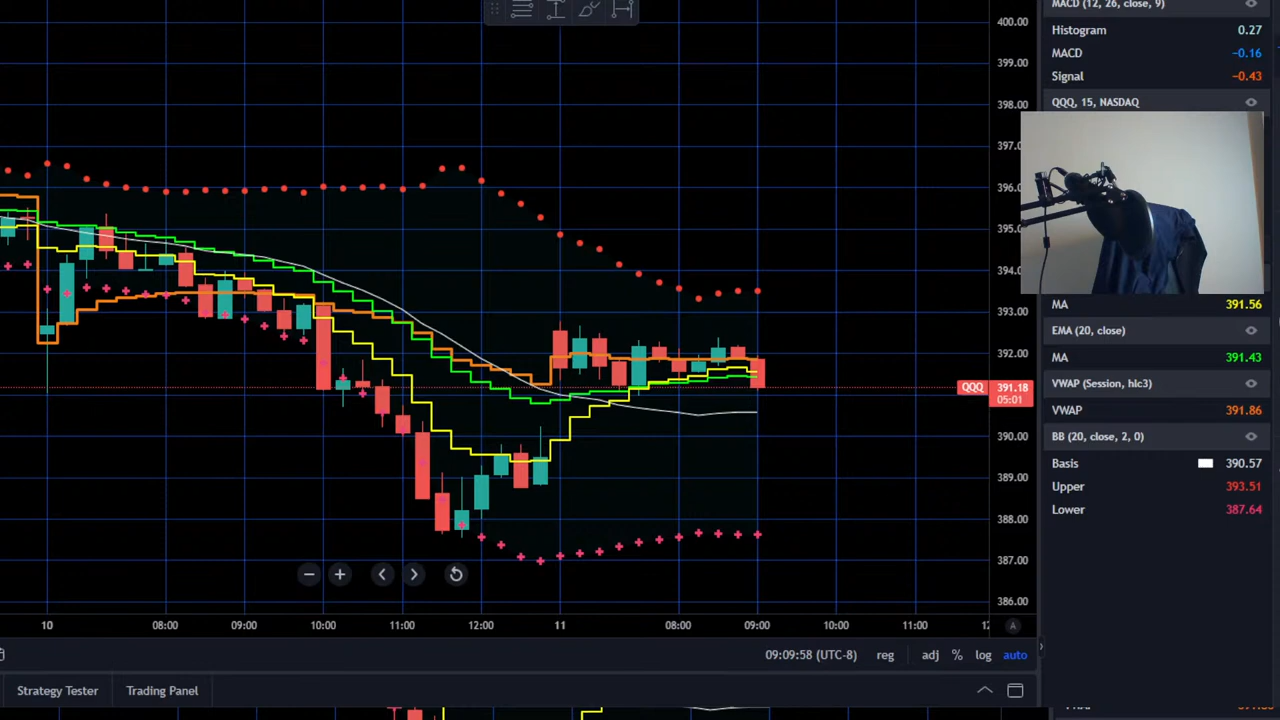 400.00
399.00
398.00
397.00
396.00
395.00
394.00
393.00
392.00
QQQ 391.18
05:01
390.00
389.00
388.00
387.00
386.00
MACD (12, 26, close, 9)
Histogram 0.27
MACD −0.16
Signal −0.43
QQQ, 15, NASDAQ
MA 391.56
EMA (20, close)
MA 391.43
VWAP (Session, hlc3)
VWAP 391.86
BB (20, close, 2, 0)
Basis 390.57
Upper 393.51
Lower 387.64
10 08:00 09:00 10:00 11:00 12:00 11 08:00 09:00 10:00 11:00 A
09:09:58 (UTC-8) reg adj % log auto
Strategy Tester Trading Panel